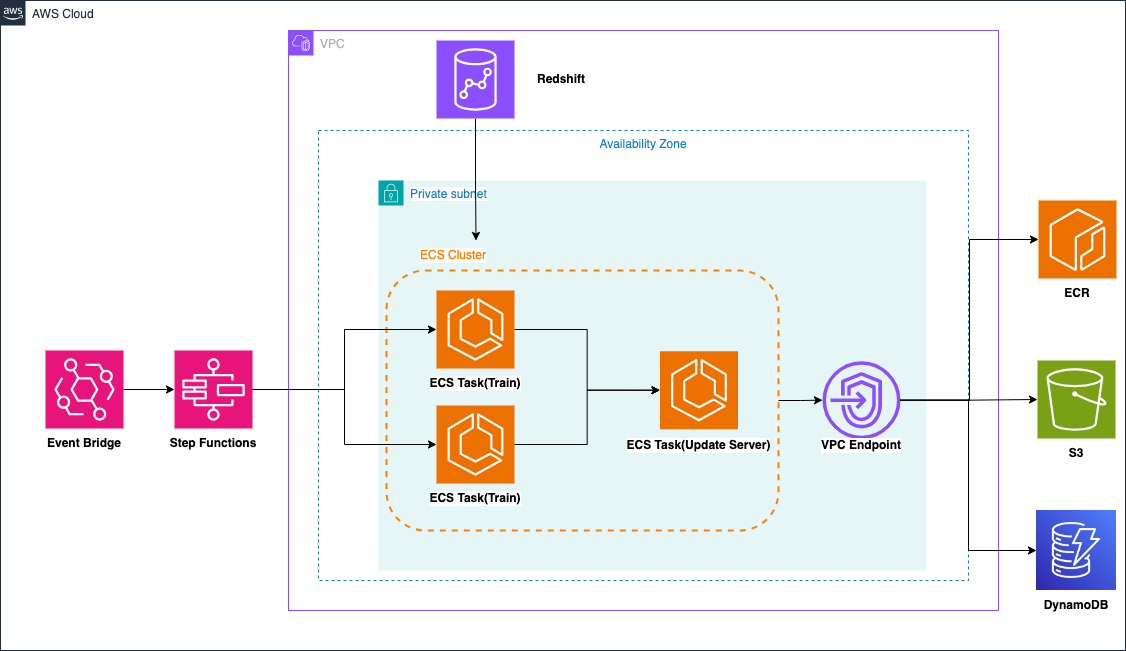 aws
AWS Cloud
VPC
Redshift
Availability Zone
Private subnet
ECS Cluster
ECS Task(Train)
ECS Task(Train)
ECS Task(Update Server)
Event Bridge
Step Functions
VPC Endpoint
ECR
S3
DynamoDB